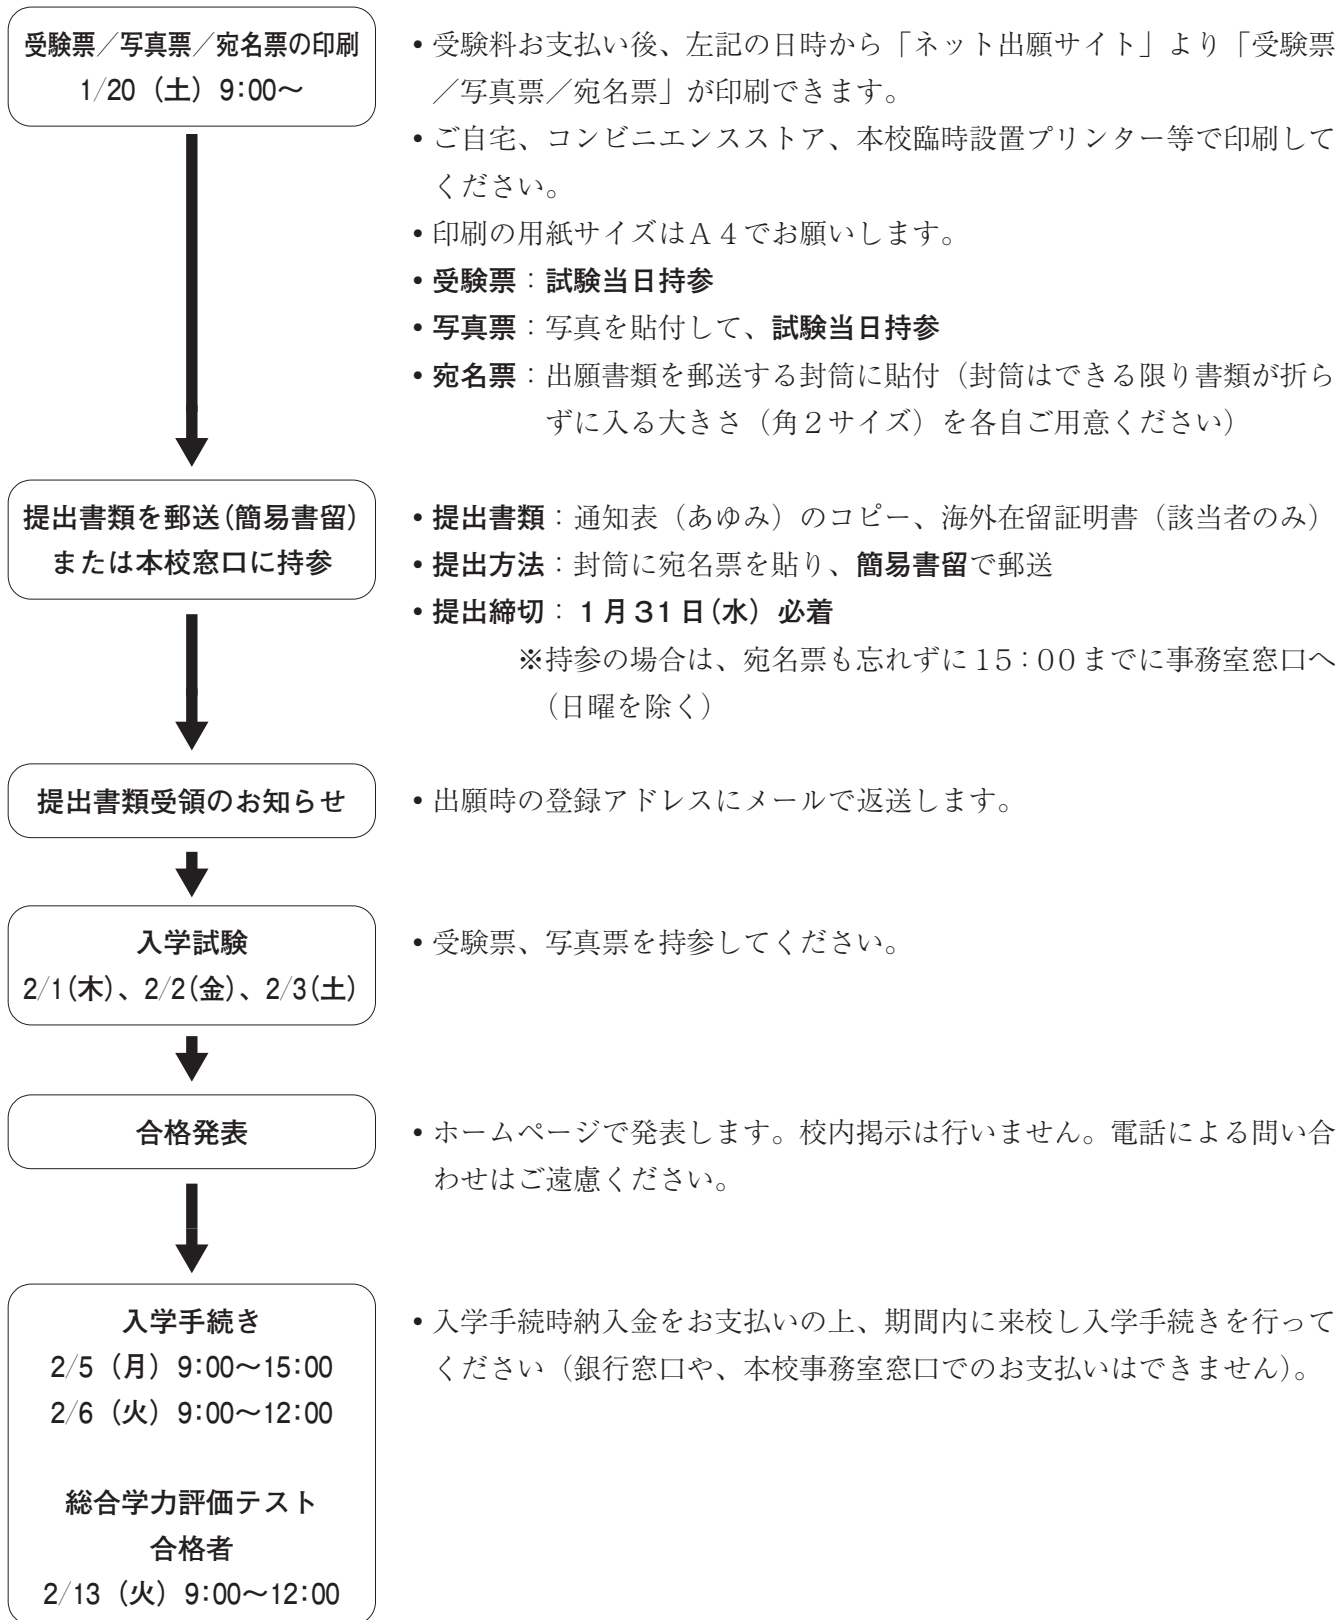 受験票／写真票／宛名票の印刷
1/20（土）9:00～
•受験料お支払い後、左記の日時から「ネット出願サイト」より「受験票
／写真票／宛名票」が印刷できます。
•ご自宅、コンビニエンスストア、本校臨時設置プリンター等で印刷して
ください。
•印刷の用紙サイズはＡ４でお願いします。
•受験票：試験当日持参
•写真票：写真を貼付して、試験当日持参
•宛名票：出願書類を郵送する封筒に貼付（封筒はできる限り書類が折ら
ずに入る大きさ（角２サイズ）を各自ご用意ください）
提出書類を郵送(簡易書留)
または本校窓口に持参
•提出書類：通知表（あゆみ）のコピー、海外在留証明書（該当者のみ）
•提出方法：封筒に宛名票を貼り、簡易書留で郵送
•提出締切：１月３１日(水) 必着
※持参の場合は、宛名票も忘れずに１５：００までに事務室窓口へ
（日曜を除く）
提出書類受領のお知らせ
•出願時の登録アドレスにメールで返送します。
入学試験
2/1(木)、2/2(金)、2/3(土)
•受験票、写真票を持参してください。
合格発表
•ホームページで発表します。校内掲示は行いません。電話による問い合
わせはご遠慮ください。
入学手続き
2/5（月）9:00～15:00
2/6（火）9:00～12:00
総合学力評価テスト
合格者
2/13（火）9:00～12:00
•入学手続時納入金をお支払いの上、期間内に来校し入学手続きを行って
ください（銀行窓口や、本校事務室窓口でのお支払いはできません）。